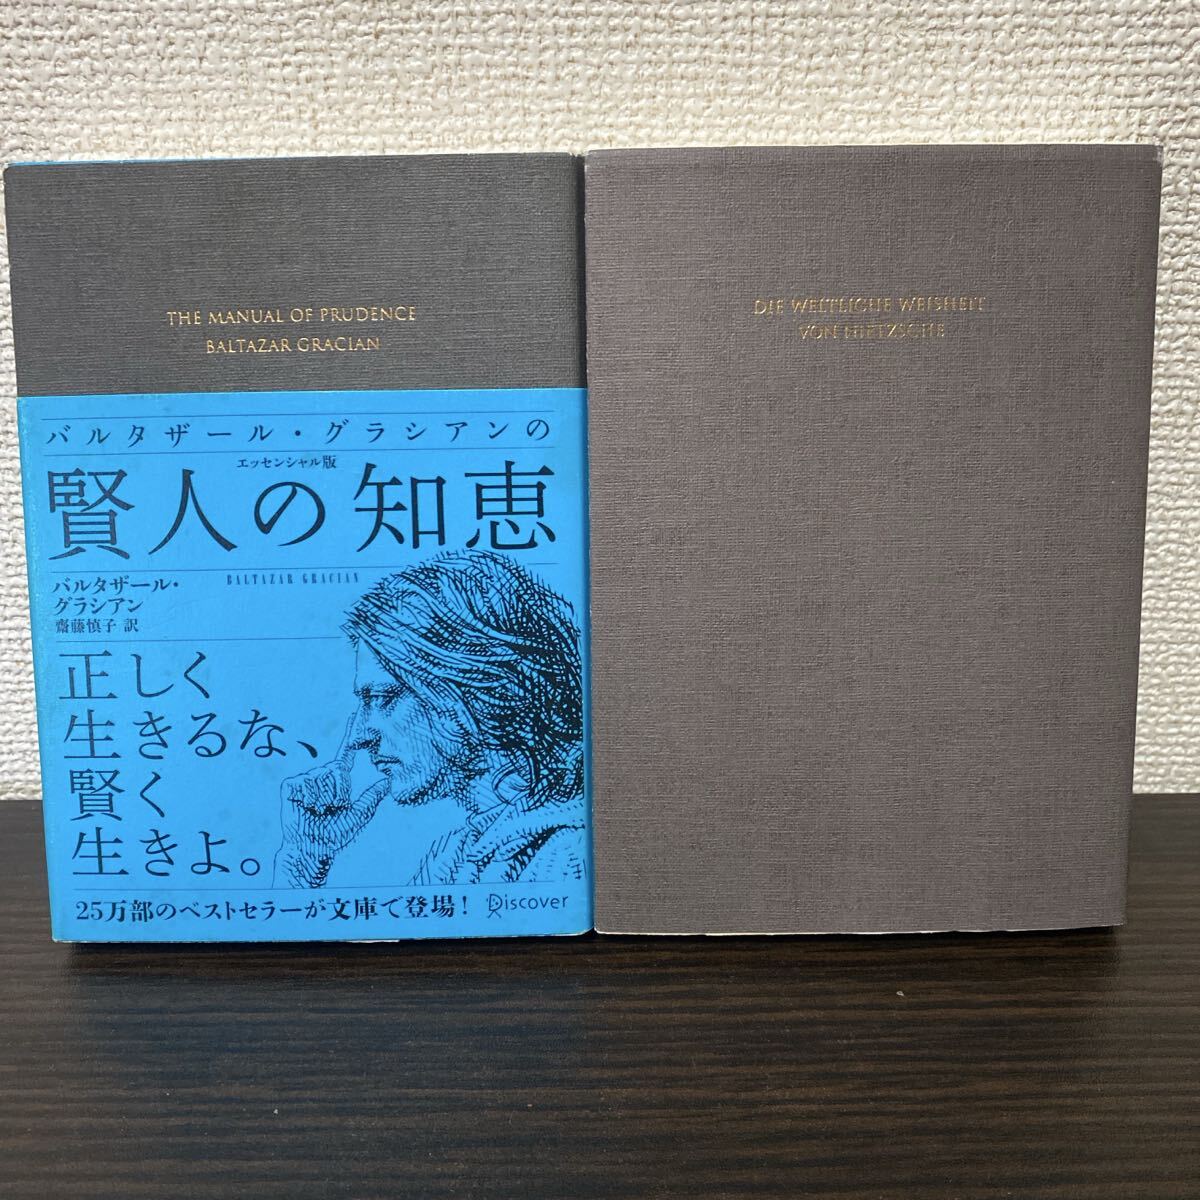 THE MANUAL OF PRUDENCE
BALTAZAR GRACIAN
バルタザール・グラシアンの
エッセンシャル版
賢人の知恵
BALTAZAR GRACIAN
バルタザール・
グラシアン
齋藤慎子 訳
正しく
生きるな、
賢く
生きよ。
25万部のベストセラーが文庫で登場!
Discover
DIE WELTLICHE WEISHEIT
VON NIETZSCHE